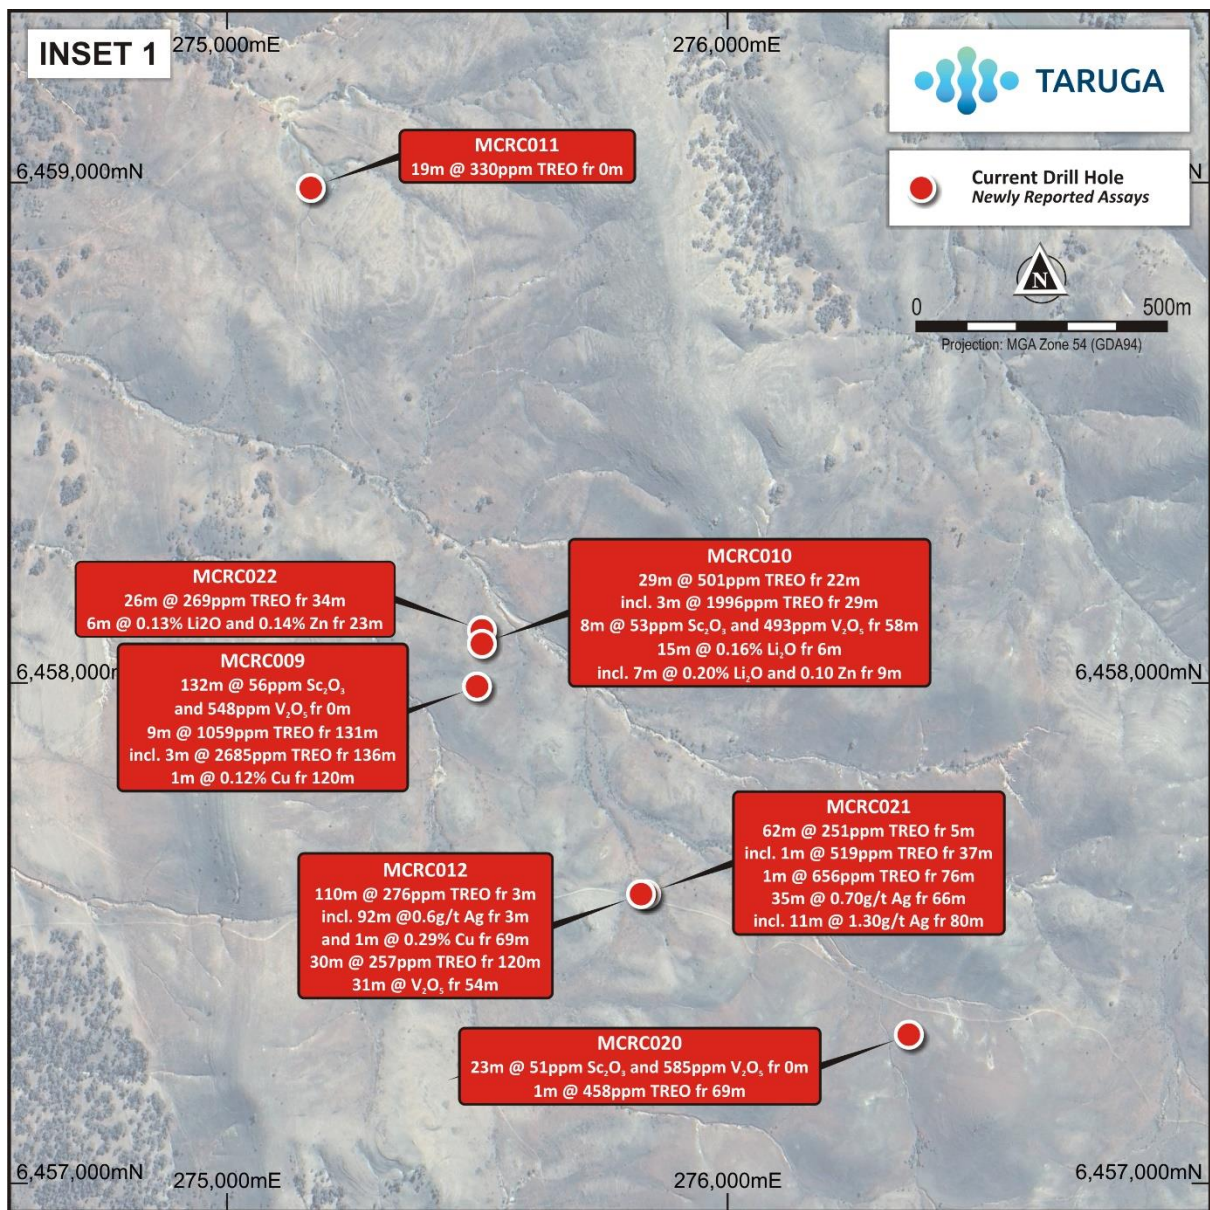 INSET 1
275,000mE
276,000mE
TARUGA
6,459,000mN
N
MCRC011
19m @ 330ppm TREO fr 0m
Current Drill Hole
Newly Reported Assays
N
0 500m
Projection: MGA Zone 54 (GDA94)
MCRC022
26m @ 269ppm TREO fr 34m
6m @ 0.13% Li2O and 0.14% Zn fr 23m
MCRC010
29m @ 501ppm TREO fr 22m
incl. 3m @ 1996ppm TREO fr 29m
8m @ 53ppm Sc₂O₃ and 493ppm V₂O₅ fr 58m
15m @ 0.16% Li₂O fr 6m
incl. 7m @ 0.20% Li₂O and 0.10 Zn fr 9m
6,458,000m
6,458,000mN
MCRC009
132m @ 56ppm Sc₂O₃
and 548ppm V₂O₅ fr 0m
9m @ 1059ppm TREO fr 131m
incl. 3m @ 2685ppm TREO fr 136m
1m @ 0.12% Cu fr 120m
MCRC021
62m @ 251ppm TREO fr 5m
incl. 1m @ 519ppm TREO fr 37m
1m @ 656ppm TREO fr 76m
35m @ 0.70g/t Ag fr 66m
incl. 11m @ 1.30g/t Ag fr 80m
MCRC012
110m @ 276ppm TREO fr 3m
incl. 92m @0.6g/t Ag fr 3m
and 1m @ 0.29% Cu fr 69m
30m @ 257ppm TREO fr 120m
31m @ V₂O₅ fr 54m
MCRC020
23m @ 51ppm Sc₂O₃ and 585ppm V₂O₅ fr 0m
1m @ 458ppm TREO fr 69m
6,457,000mN
275,000mE
276,000mE
6,457,000mN